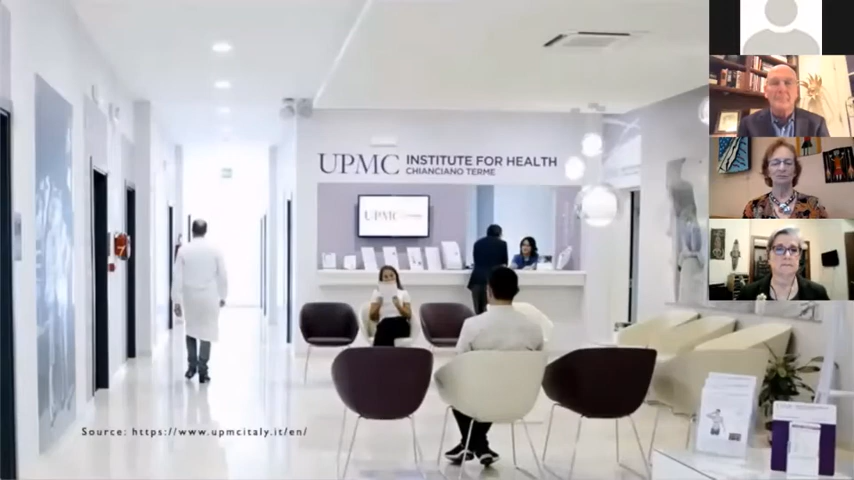 UPMC INSTITUTE FOR HEALTH
CHIANCIANO TERME
UPMC
Source: https://www.upmcitaly.it/en/